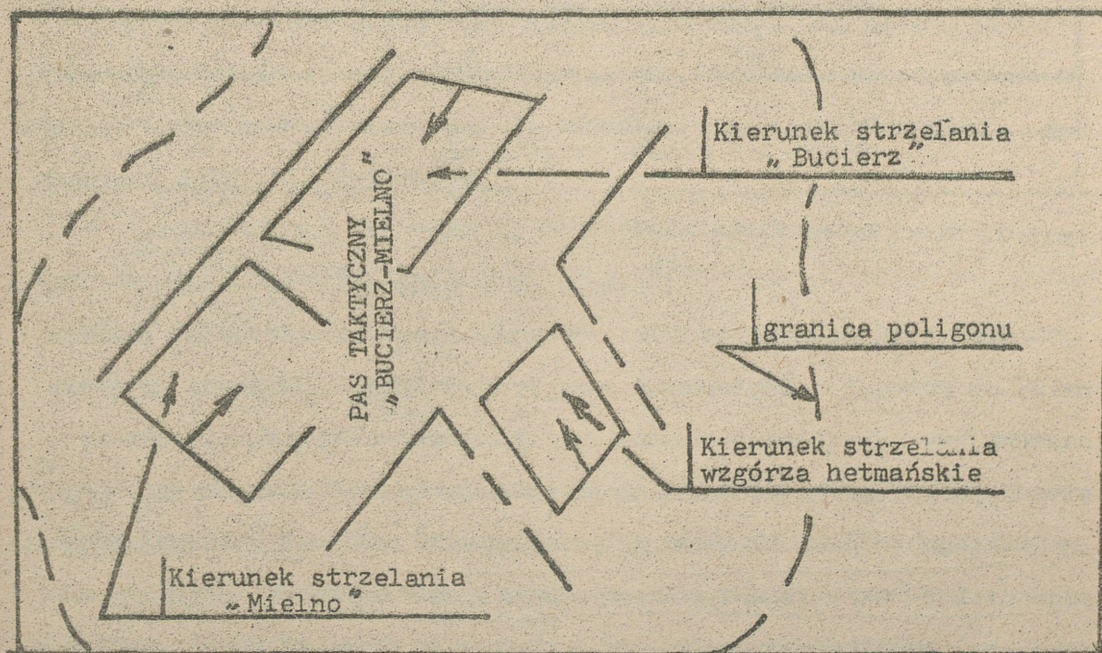 Kierunek strzelania
„Bucierz”
PAS TAKTYCZNY
„BUCIERZ-MIELNO”
granica poligonu
Kierunek strzelania
wzgórza hetmańskie
Kierunek strzelania
„Mielno”